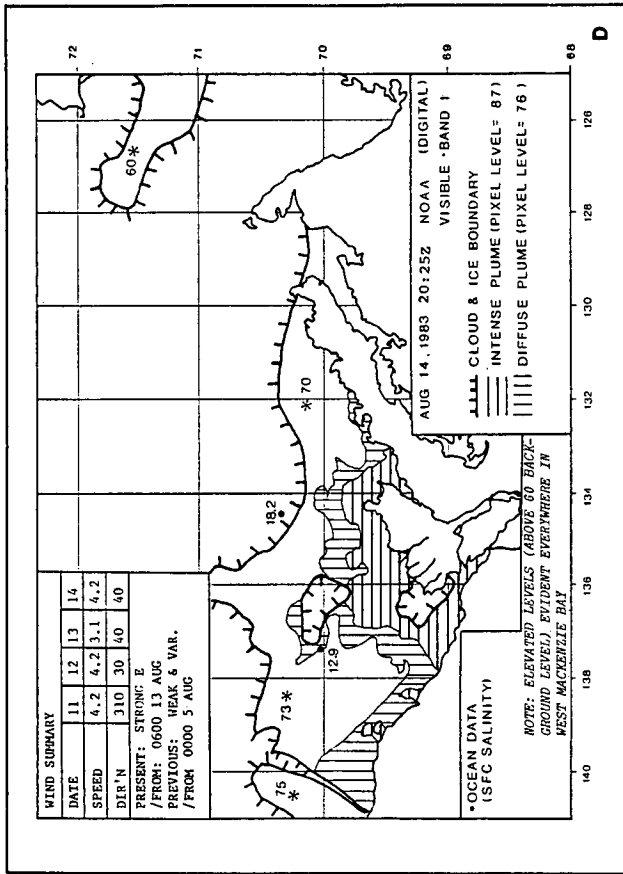 WIND SUMMARY
DATE 11 12 13 14
SPEED 4.2 4.2 3.1 4.2
DIR'N 310 30 40 40
PRESENT: STRONG E
/FROM: 0600 13 AUG
PREVIOUS: WEAK & VAR.
/FROM 0000 5 AUG
72
71
70
69
68
60*
*70
18.2
12.9
73*
75
*
•OCEAN DATA
(SFC SALINITY)
AUG 14, 1983 20:25Z NOAA (DIGITAL)
VISIBLE - BAND 1
CLOUD & ICE BOUNDARY
INTENSE PLUME (PIXEL LEVEL= 87)
DIFFUSE PLUME (PIXEL LEVEL= 76)
NOTE: ELEVATED LEVELS (ABOVE 60 BACK-
GROUND LEVEL) EVIDENT EVERYWHERE IN
WEST MACKENZIE BAY
140 138 136 134 132 130 128 126
D